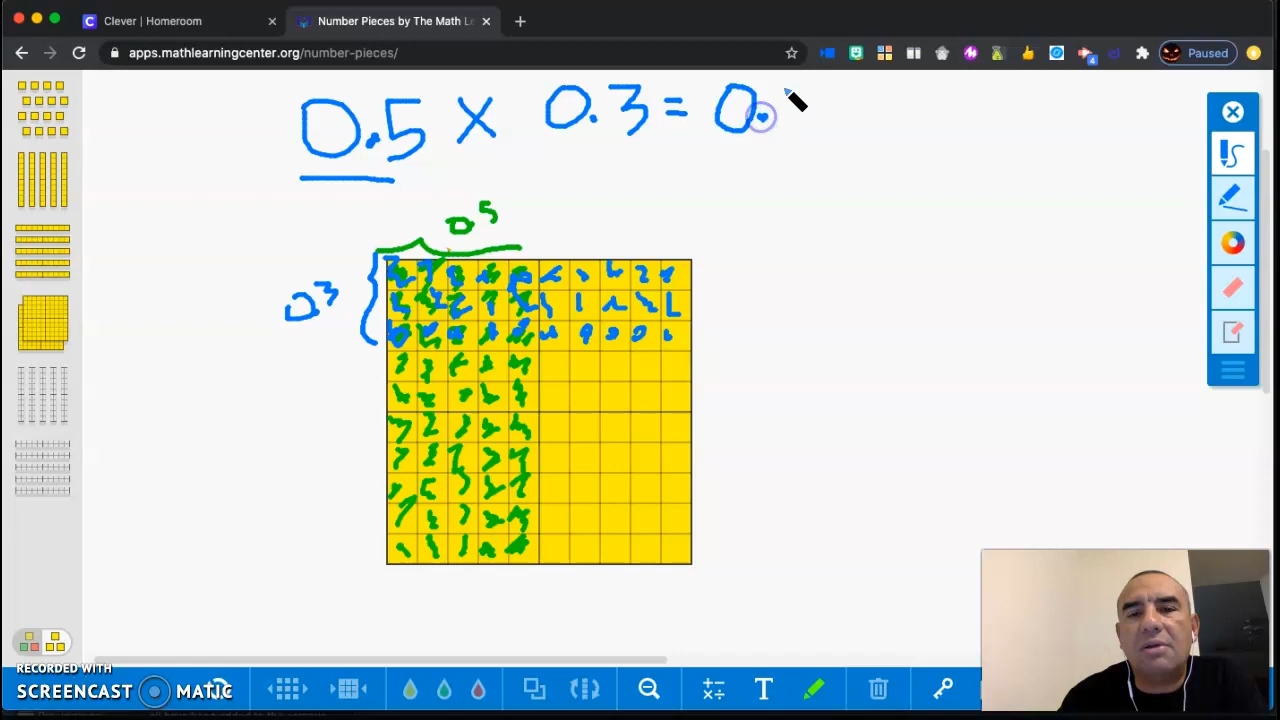 Clever | Homeroom
Number Pieces by The Math Le
apps.mathlearningcenter.org/number-pieces/
Paused
4
0.5 × 0.3 = 0.
0.5
0.3
RECORDED WITH
SCREENCAST MATIC
T